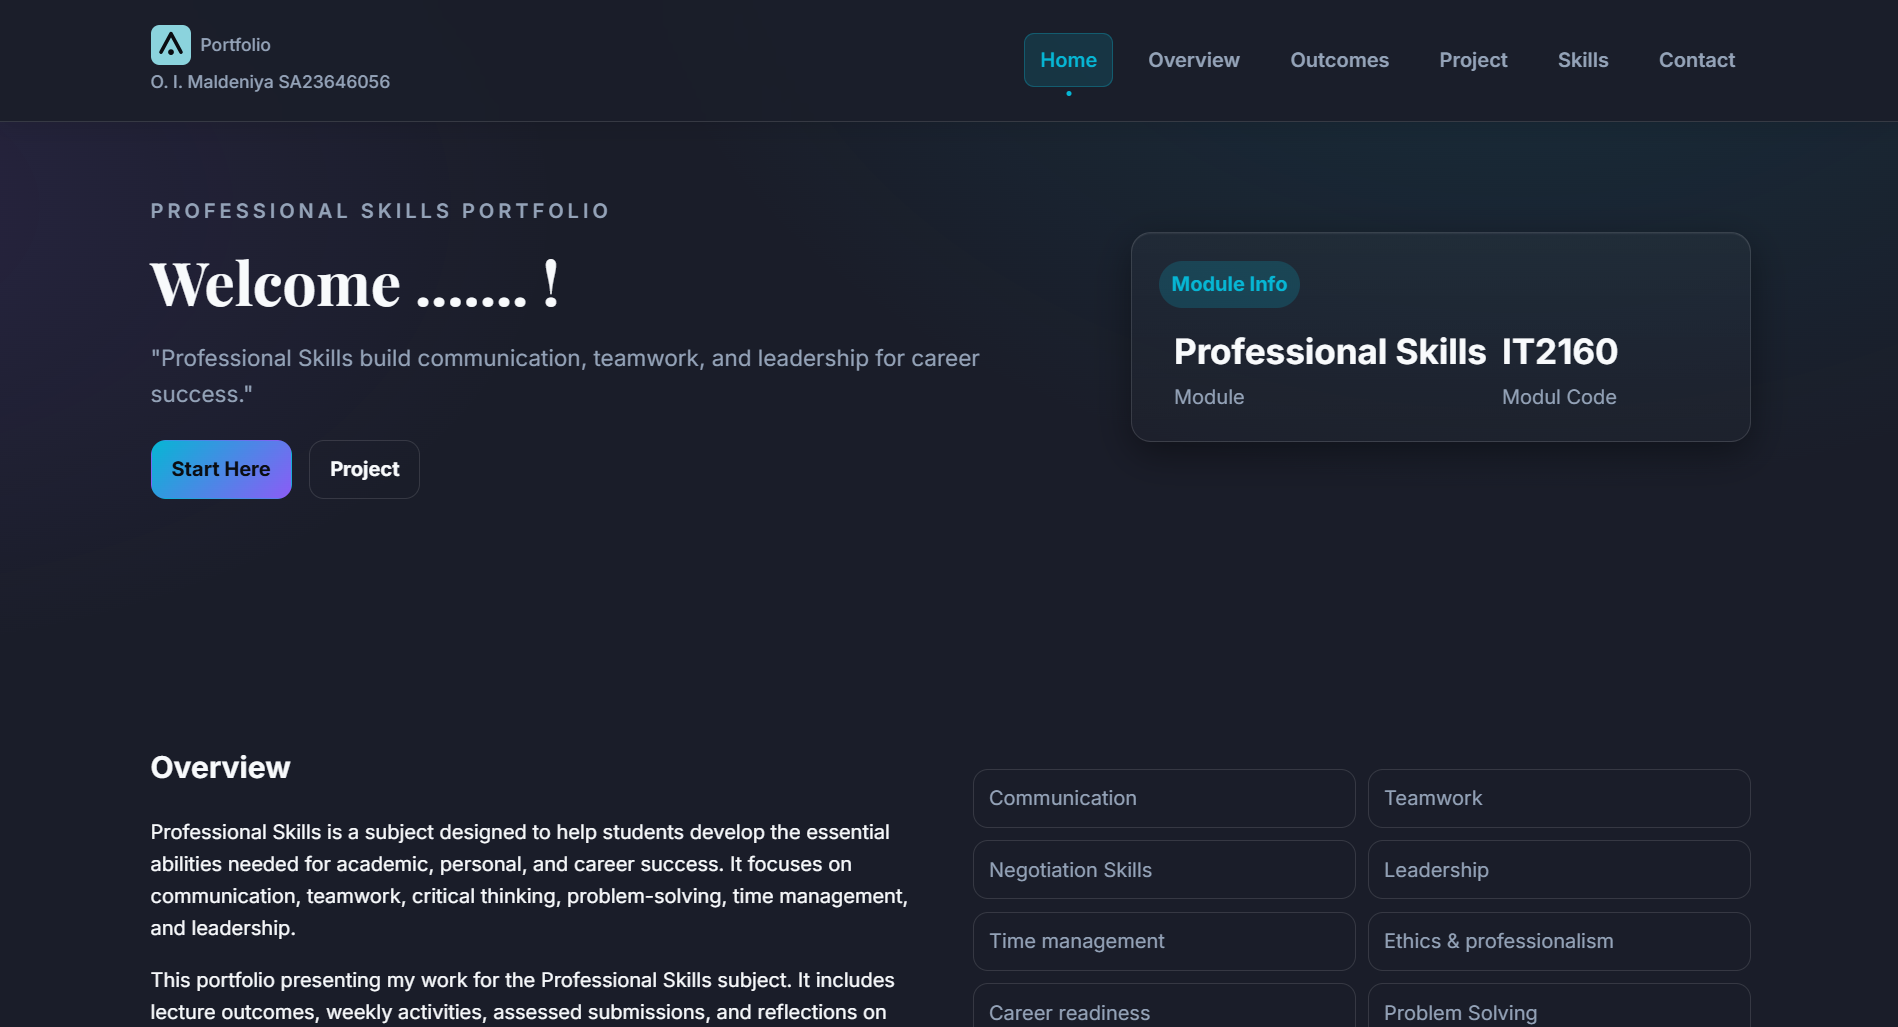 Portfolio
O. I. Maldeniya SA23646056
Home
Overview
Outcomes
Project
Skills
Contact
PROFESSIONAL SKILLS PORTFOLIO
Welcome ....... !
"Professional Skills build communication, teamwork, and leadership for career
success."
Start Here
Project
Module Info
Professional Skills
Module
IT2160
Modul Code
Overview
Professional Skills is a subject designed to help students develop the essential
abilities needed for academic, personal, and career success. It focuses on
communication, teamwork, critical thinking, problem-solving, time management,
and leadership.
This portfolio presenting my work for the Professional Skills subject. It includes
lecture outcomes, weekly activities, assessed submissions, and reflections on
Communication
Teamwork
Negotiation Skills
Leadership
Time management
Ethics & professionalism
Career readiness
Problem Solving